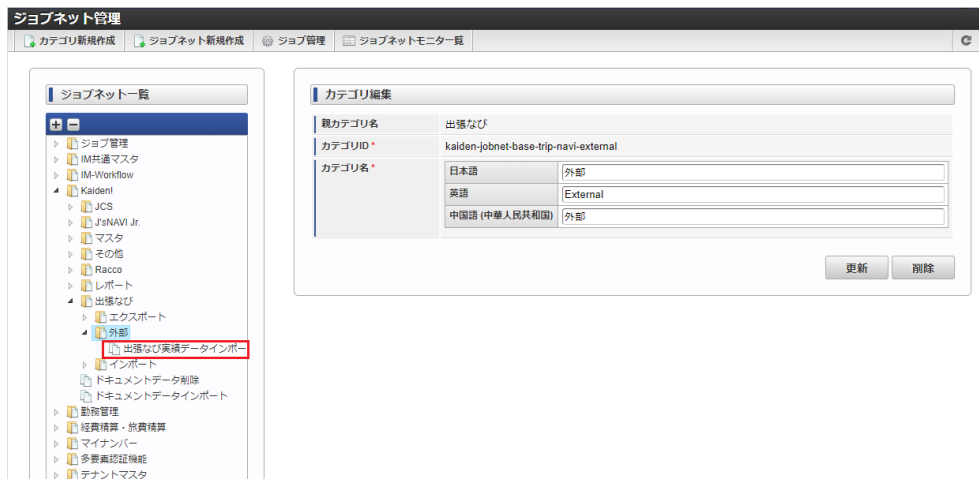 ジョブネット管理
カテゴリ新規作成 ジョブネット新規作成 ジョブ管理 ジョブネットモニタ一覧
ジョブネット一覧
ジョブ管理
IM共通マスタ
IM-Workflow
Kaiden!
JCS
J'sNAVI Jr.
マスタ
その他
Racco
レポート
出張なび
エクスポート
外部
出張なび実績データインポー
インポート
ドキュメントデータ削除
ドキュメントデータインポート
勤務管理
経費精算・旅費精算
マイナンバー
多要素認証機能
テナントマスタ
カテゴリ編集
親カテゴリ名 出張なび
カテゴリID * kaiden-jobnet-base-trip-navi-external
カテゴリ名 *
日本語 外部
英語 External
中国語 (中華人民共和国) 外部
更新 削除